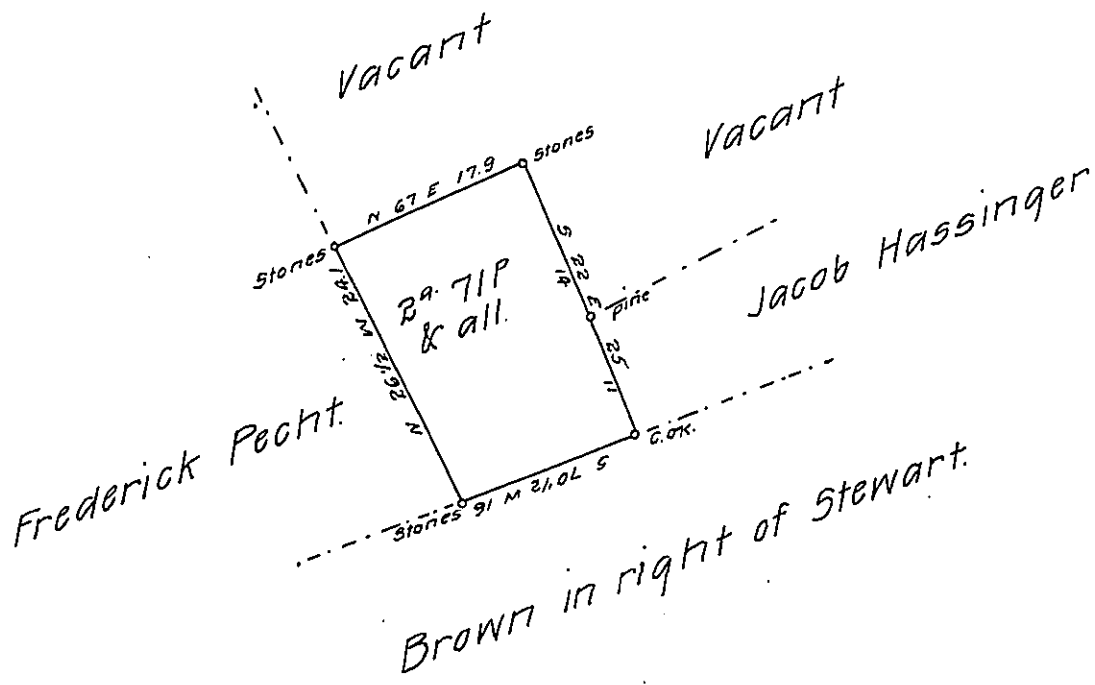 Vacant
Vacant
Jacob Hassinger
Stones
N 67 E 17.9
Stones
2a. 71P
& all.
S 22 E
14
Pine
25
11
C.OK.
S 70 1/2 W 16
Stones
N 26 1/2 W 24.1
Frederick Pecht.
Brown in right of Stewart.